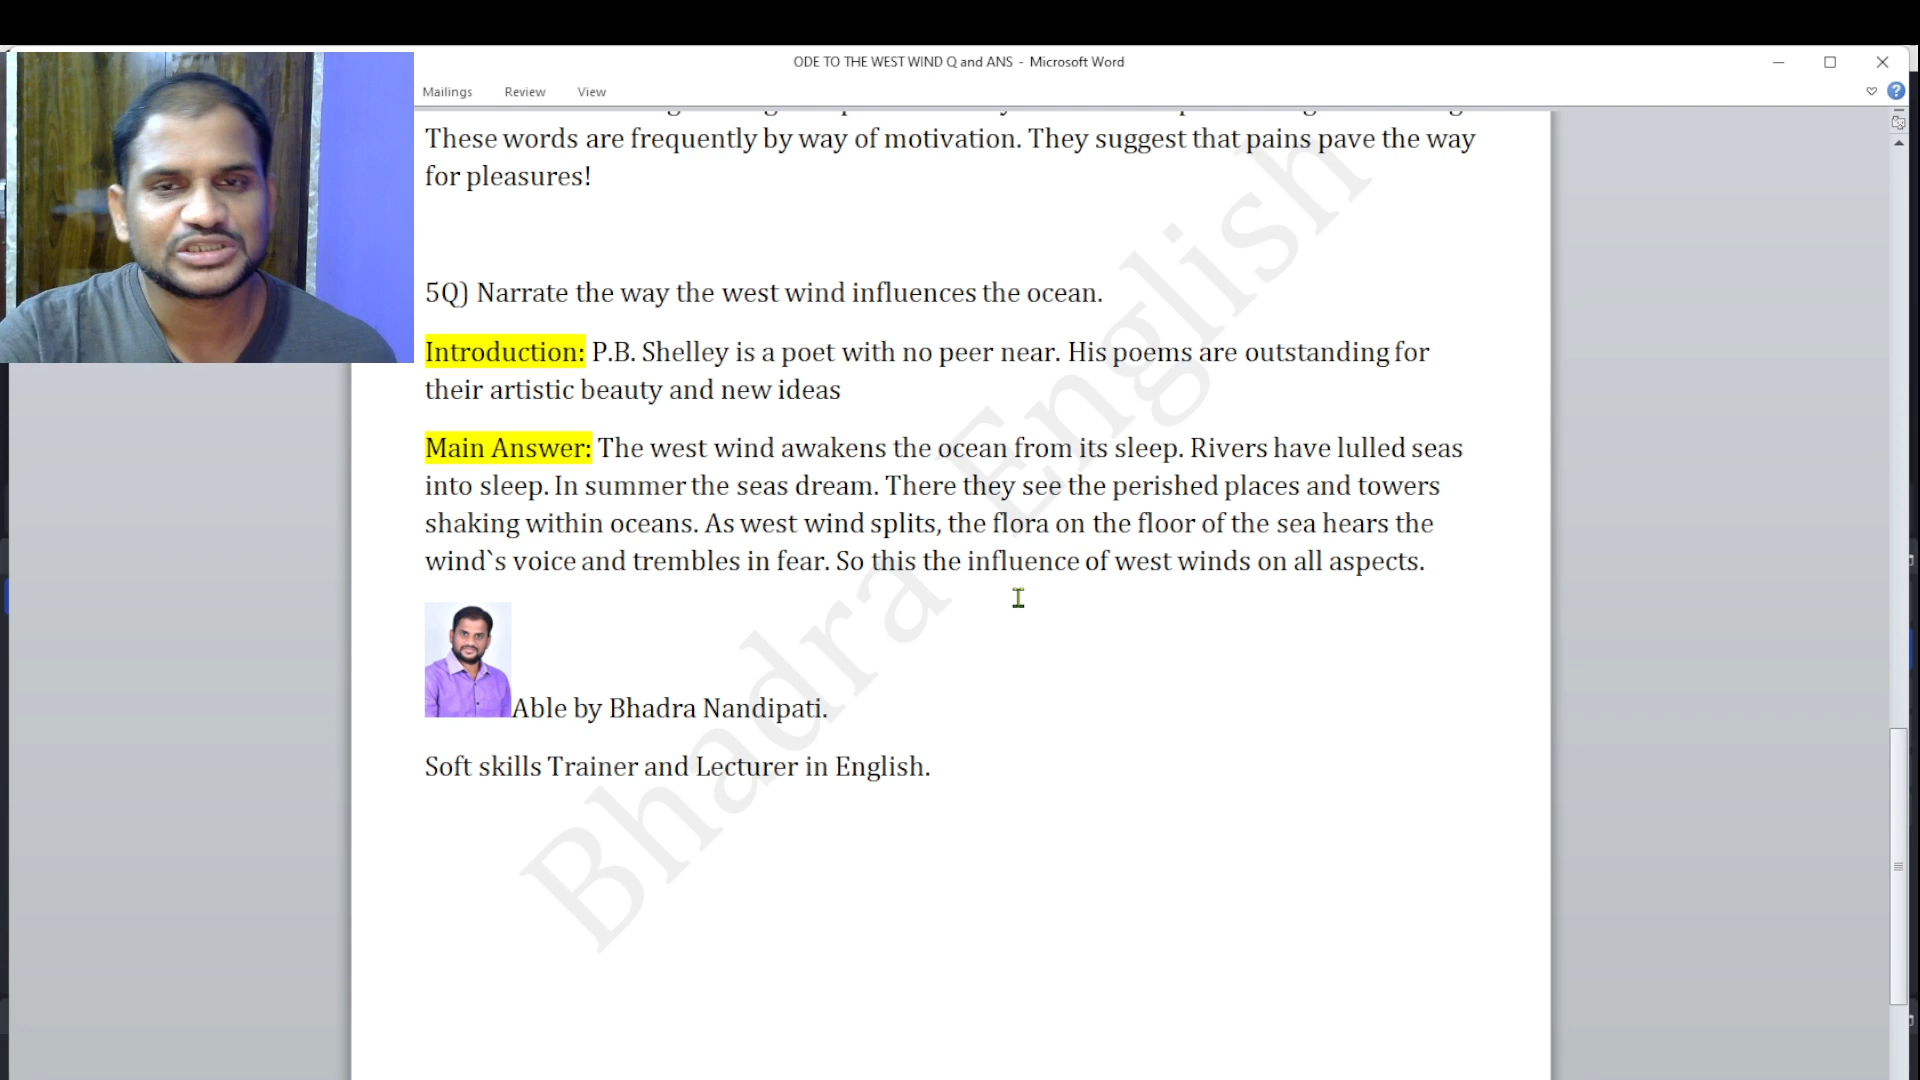 ODE TO THE WEST WIND Q and ANS - Microsoft Word
Mailings Review View
These words are frequently by way of motivation. They suggest that pains pave the way
for pleasures!
5Q) Narrate the way the west wind influences the ocean.
Introduction: P.B. Shelley is a poet with no peer near. His poems are outstanding for
their artistic beauty and new ideas
Main Answer: The west wind awakens the ocean from its sleep. Rivers have lulled seas
into sleep. In summer the seas dream. There they see the perished places and towers
shaking within oceans. As west wind splits, the flora on the floor of the sea hears the
wind`s voice and trembles in fear. So this the influence of west winds on all aspects.
Able by Bhadra Nandipati.
Soft skills Trainer and Lecturer in English.
Bhadra English